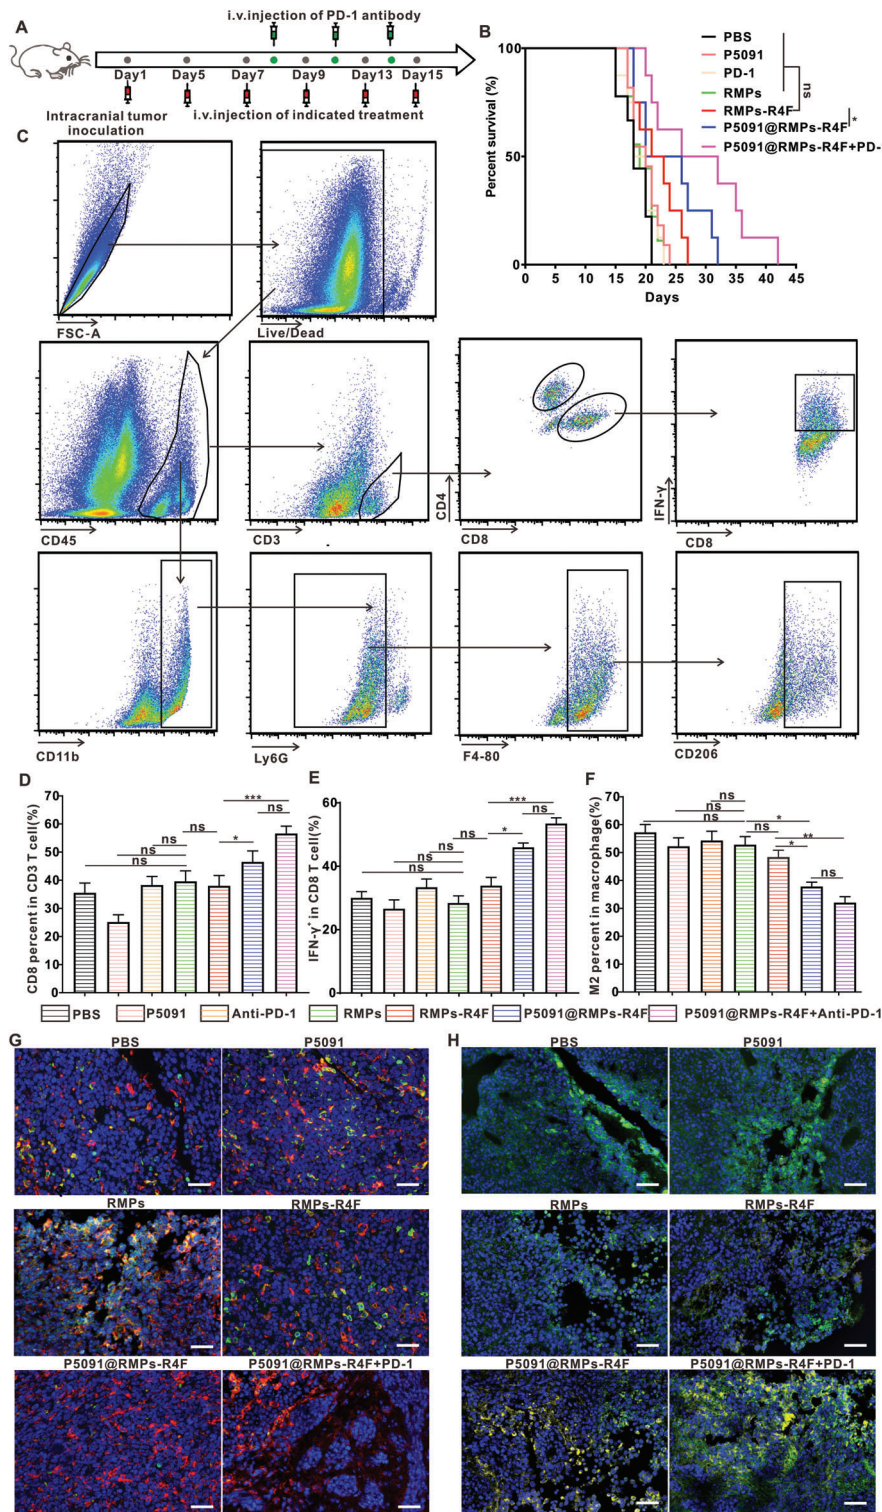 A
i.v.injection of PD-1 antibody
Day1 Day5 Day7 Day9 Day13 Day15
Intracranial tumor
inoculation
i.v.injection of indicated treatment
B
Percent survival (%)
100
50
0
0 5 10 15 20 25 30 35 40 45
Days
PBS
P5091
PD-1
RMPs
RMPs-R4F
P5091@RMPs-R4F
P5091@RMPs-R4F+PD-
ns
*
C
FSC-A
Live/Dead
CD45
CD3
CD4
CD8
IFN-γ
CD8
CD11b
Ly6G
F4-80
CD206
D
CD8 percent in CD3 T cell(%)
70
60
50
40
30
20
10
0
ns
ns
ns
ns
*
***
ns
E
IFN-γ+ in CD8 T cell(%)
60
40
20
0
ns
ns
ns
ns
*
***
ns
F
M2 percent in macrophage(%)
70
60
50
40
30
20
10
0
ns
ns
ns
*
ns
**
*
ns
PBS P5091 Anti-PD-1 RMPs RMPs-R4F P5091@RMPs-R4F P5091@RMPs-R4F+Anti-PD-1
G
PBS P5091
RMPs RMPs-R4F
P5091@RMPs-R4F P5091@RMPs-R4F+PD-1
H
PBS P5091
RMPs RMPs-R4F
P5091@RMPs-R4F P5091@RMPs-R4F+PD-1